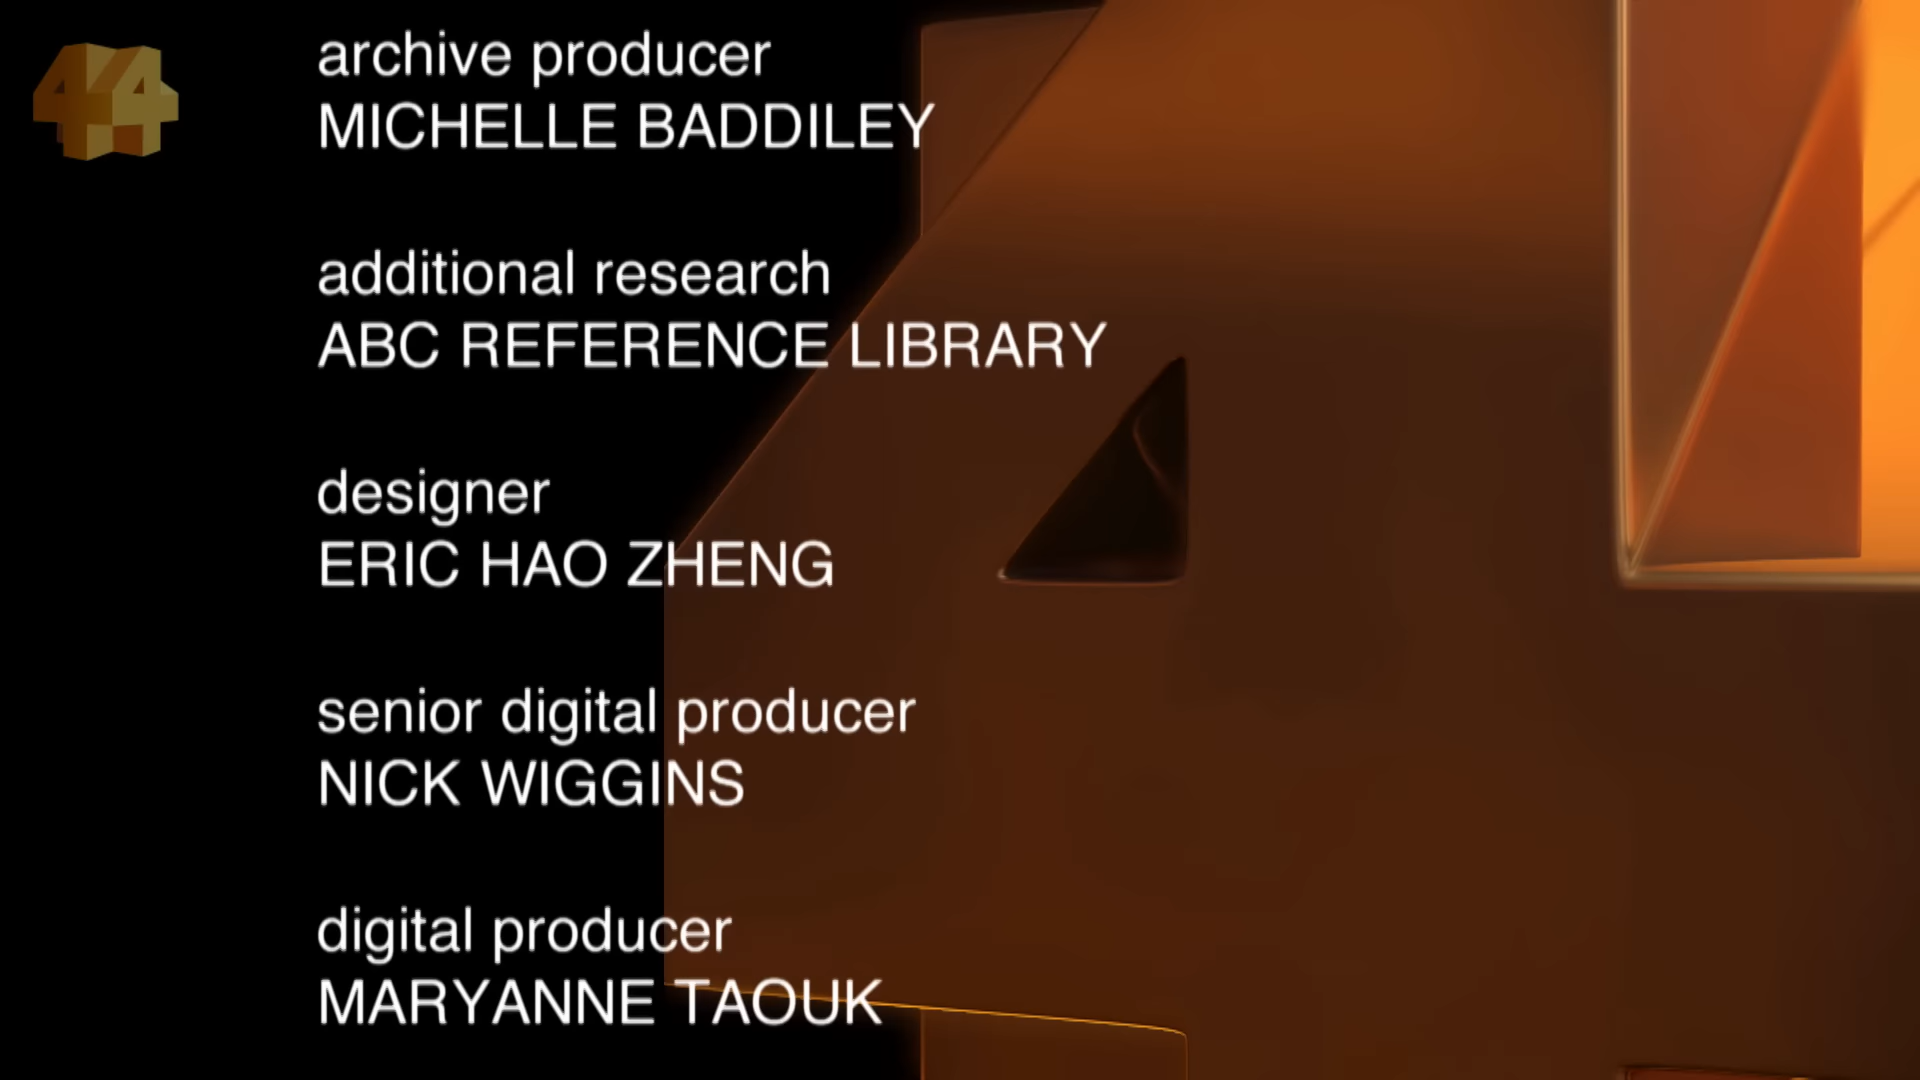 44
archive producer
MICHELLE BADDILEY
additional research
ABC REFERENCE LIBRARY
designer
ERIC HAO ZHENG
senior digital producer
NICK WIGGINS
digital producer
MARYANNE TAOUK